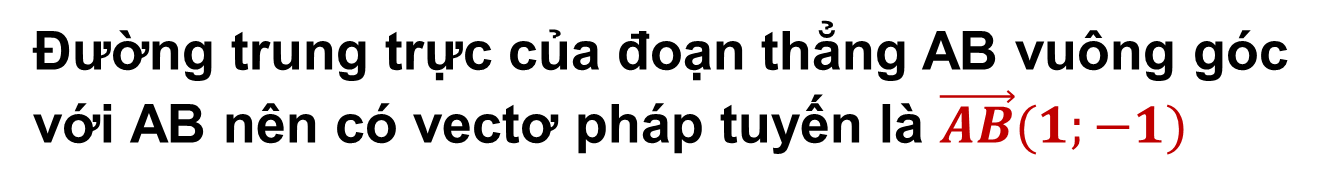 Đường trung trực của đoạn thẳng AB vuông góc
với AB nên có vectơ pháp tuyến là $\overrightarrow{AB}(1;-1)$